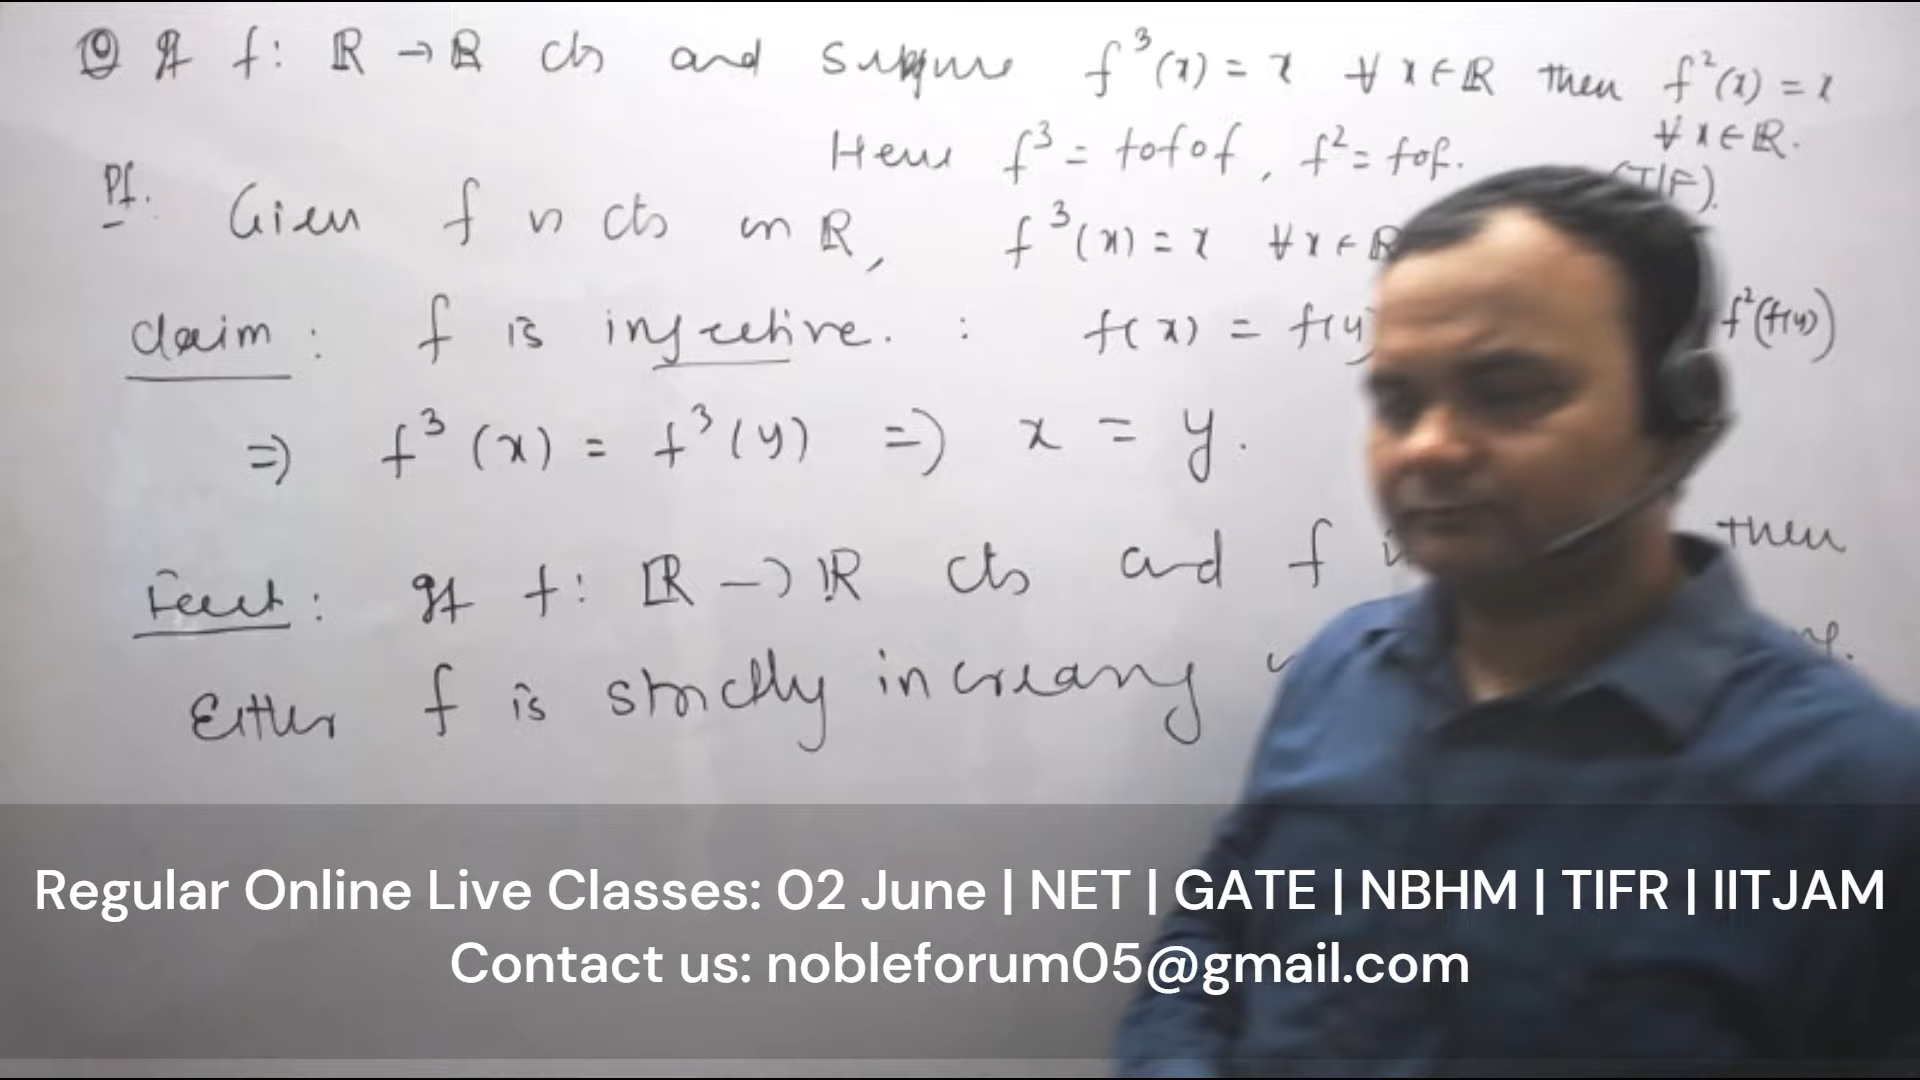 Q If f: ℝ → ℝ cts and suppose f³(x) = x ∀ x ∈ ℝ then f²(x) = x
∀ x ∈ ℝ.
Here f³ = fofof, f² = fof.
(T/F).
Pf. Given f is cts on ℝ, f³(x) = x ∀ x ∈ ℝ
claim: f is injective. : f(x) = f(y) f²(f(y))
⇒ f³(x) = f³(y) ⇒ x = y.
Fact: If f: ℝ → ℝ cts and f then
Either f is strictly increasing
Regular Online Live Classes: 02 June | NET | GATE | NBHM | TIFR | IITJAM
Contact us: nobleforum05@gmail.com